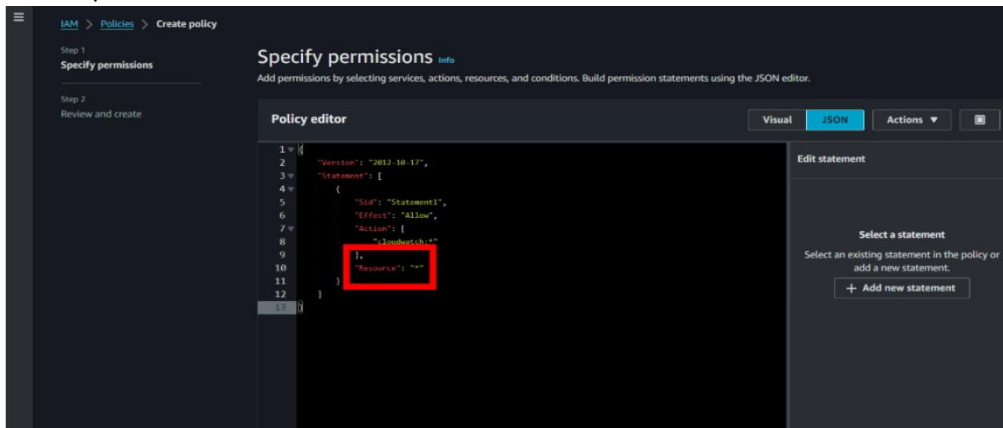 IAM > Policies > Create policy
Step 1
Specify permissions
Step 2
Review and create
Specify permissions Info
Add permissions by selecting services, actions, resources, and conditions. Build permission statements using the JSON editor.
Policy editor
Visual JSON Actions ▼
1 {
2 "Version": "2012-10-17",
3 "Statement": [
4 {
5 "Sid": "Statement1",
6 "Effect": "Allow",
7 "Action": [
8 "cloudwatch:*"
9 ],
10 "Resource": "*"
11 }
12 ]
13 }
Edit statement
Select a statement
Select an existing statement in the policy or
add a new statement.
+ Add new statement